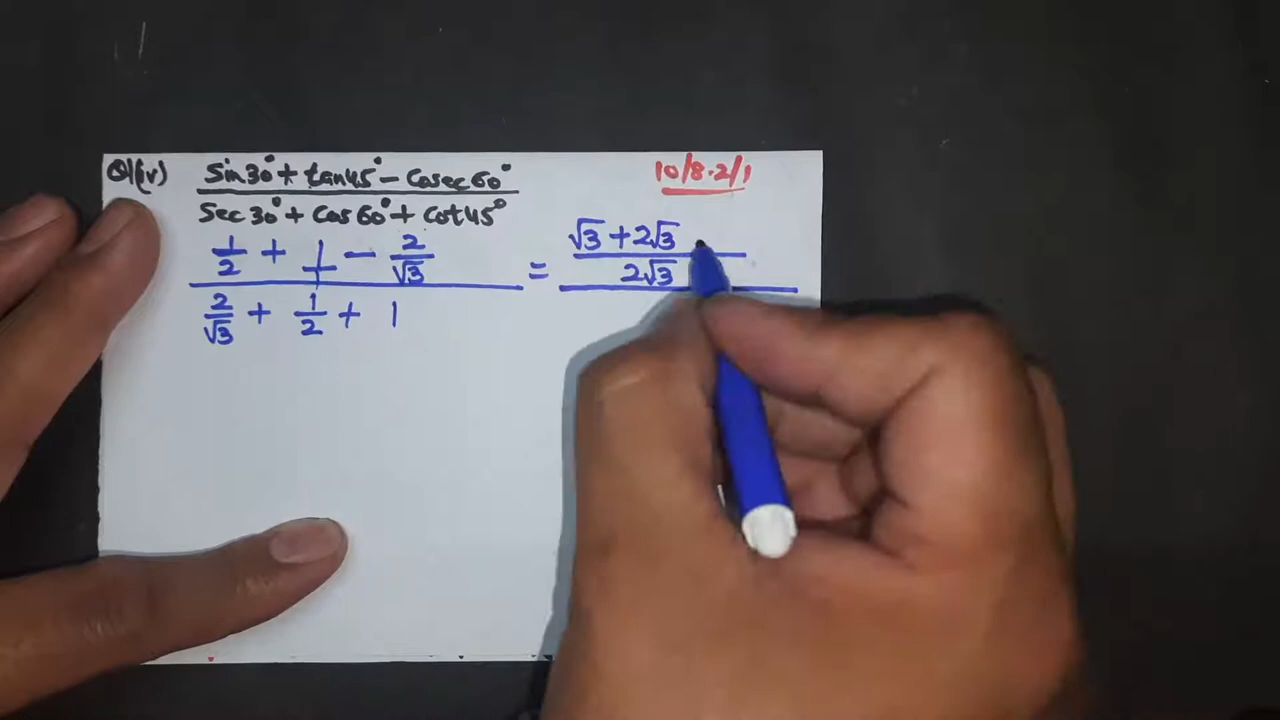 Q1(iv) Sin30° + tan45° - Cosec60° 10/8.2/1
Sec30° + Cos60° + Cot45°
1/2 + 1/1 - 2/√3 = √3 + 2√3
2√3
2/√3 + 1/2 + 1